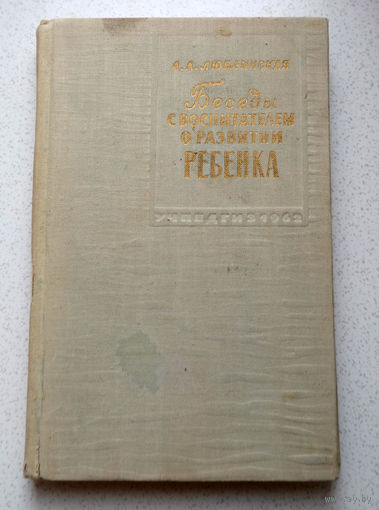 А.А.ЛЮБЛИНСКАЯ
Беседы
С ВОСПИТАТЕЛЕМ
О РАЗВИТИИ
РЕБЕНКА
УЧПЕДГИЗ 1962